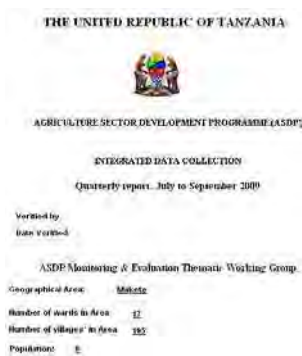 THE UNITED REPUBLIC OF TANZANIA
AGRICULTURE SECTOR DEVELOPMENT PROGRAMME (ASDP)
INTEGRATED DATA COLLECTION
Quarterly report. July to September 2009
Verified by
Date Verified
ASDP Monitoring & Evaluation Thematic Working Group
Geographical Area: Makete
Number of wards in Area 17
Number of villages' in Area
Population: